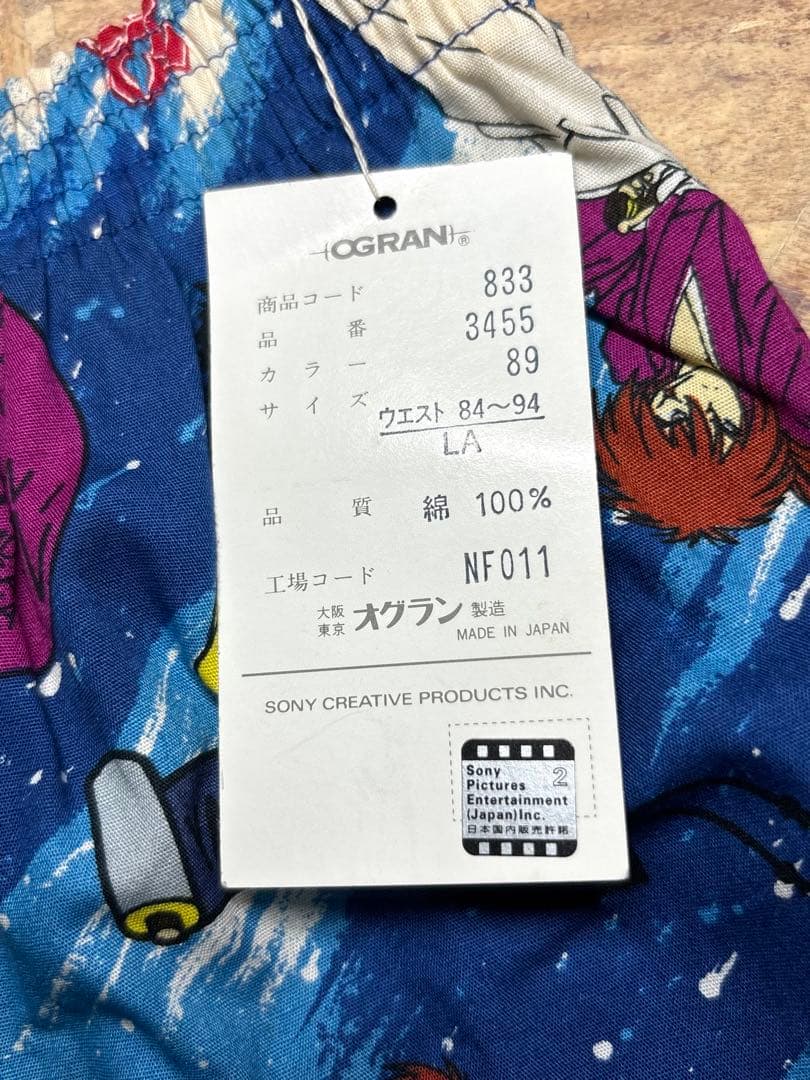 OGRAN®
商品コード 833
品番 3455
カラー 89
サイズ ウエスト 84〜94
LA
品質 綿 100%
工場コード NF011
大阪
東京 オグラン 製造
MADE IN JAPAN
SONY CREATIVE PRODUCTS INC.
Sony 2
Pictures
Entertainment
(Japan)Inc.
日本国内販売許諾